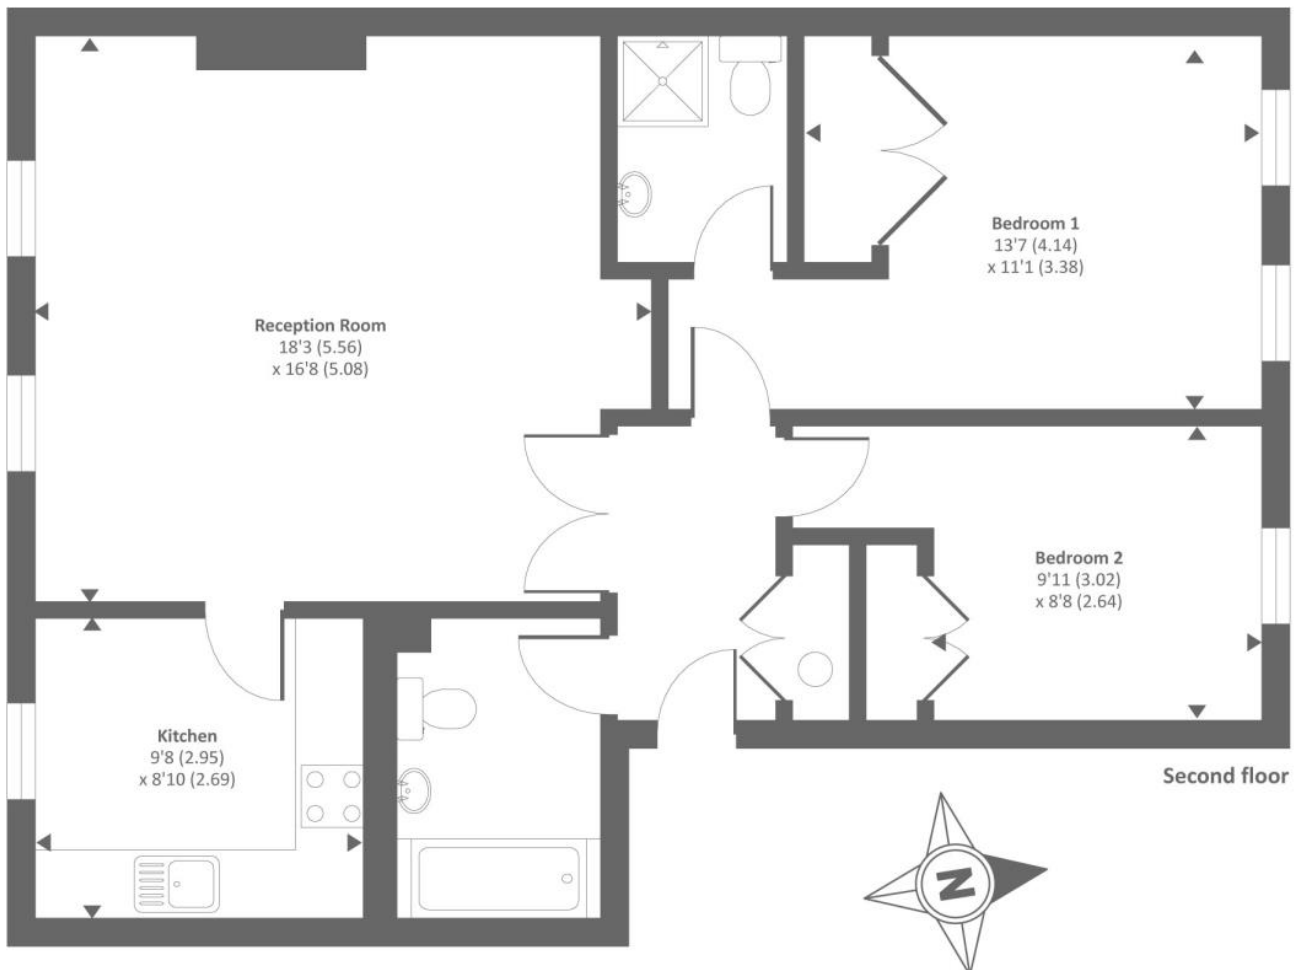 Bedroom 1
13'7 (4.14)
x 11'1 (3.38)
Reception Room
18'3 (5.56)
x 16'8 (5.08)
Bedroom 2
9'11 (3.02)
x 8'8 (2.64)
Kitchen
9'8 (2.95)
x 8'10 (2.69)
Second floor
N